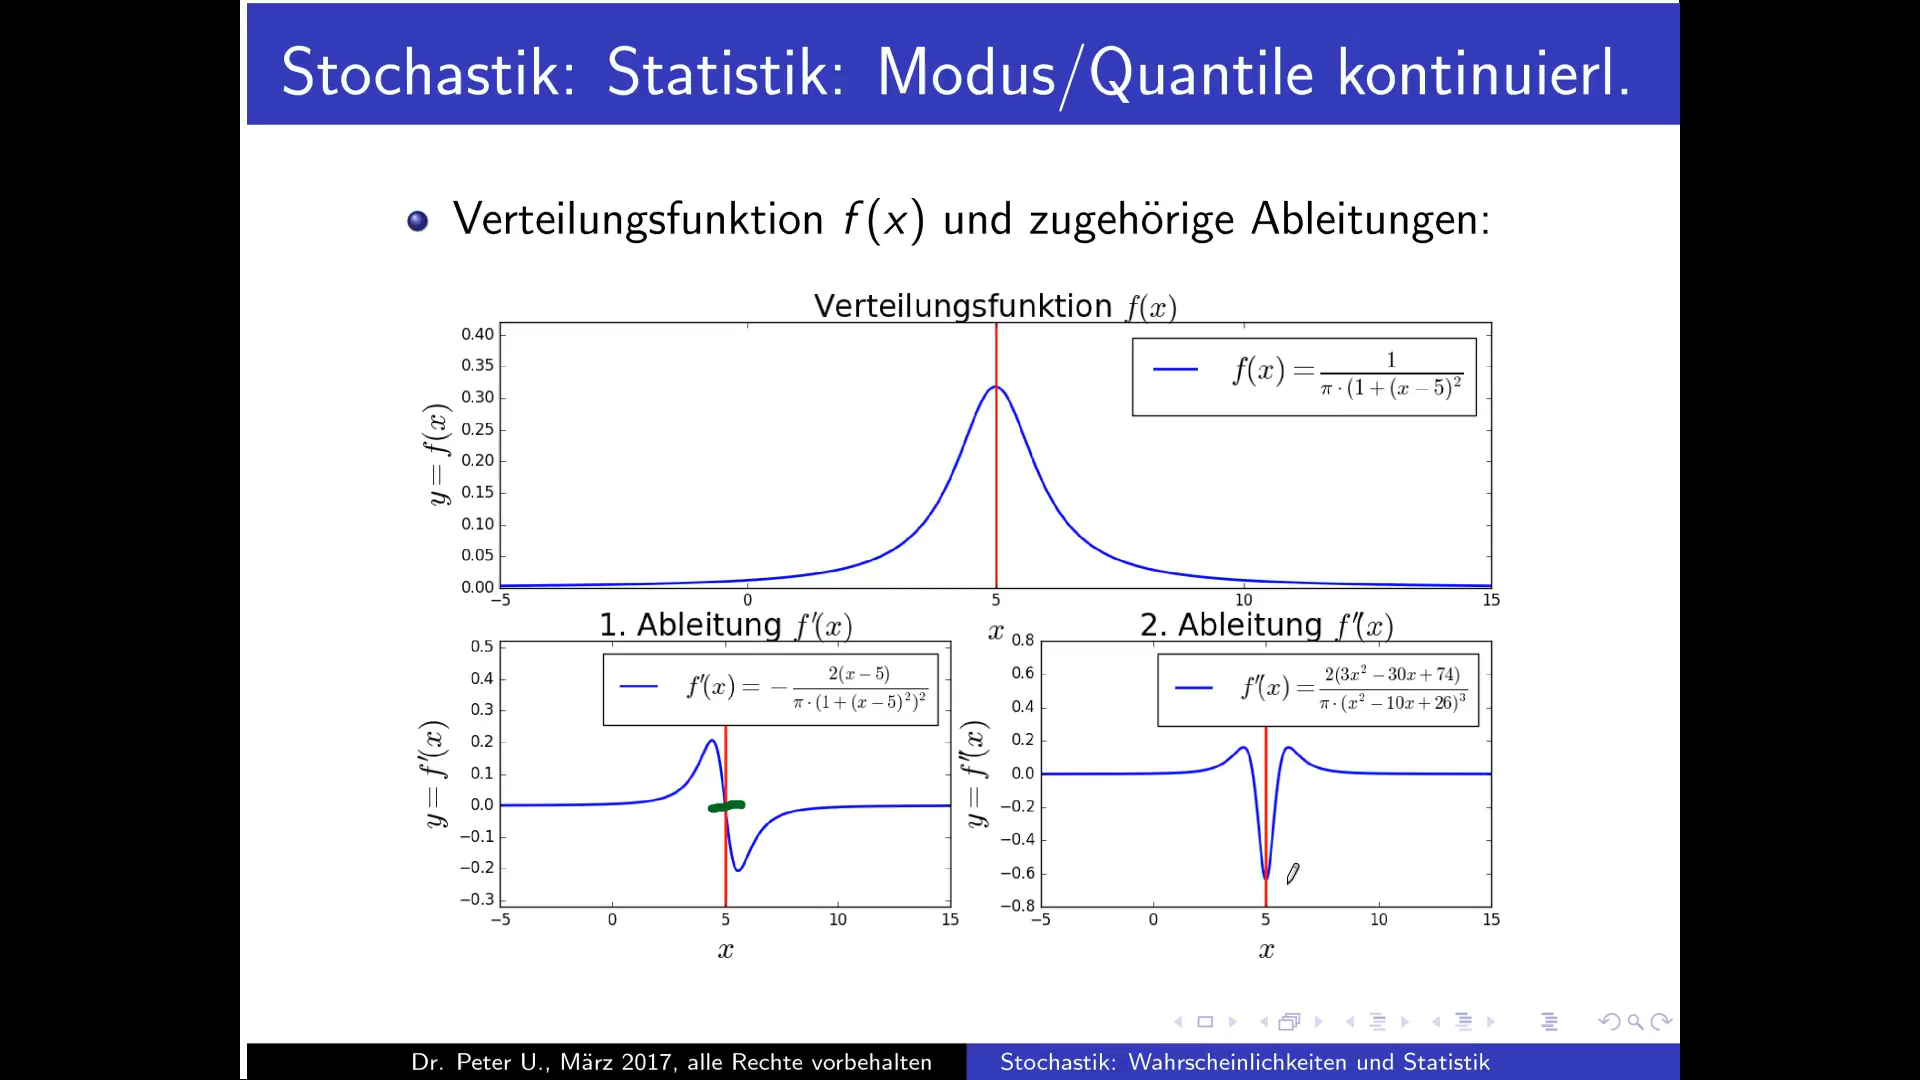 Stochastik: Statistik: Modus/Quantile kontinuierl.
Verteilungsfunktion f(x) und zugehörige Ableitungen:
Verteilungsfunktion f(x)
0.40
0.35
0.30
0.25
0.20
0.15
0.10
0.05
0.00
y = f(x)
f(x) = 1 / π·(1+(x−5)²
−5 0 5 10 15
x
1. Ableitung f′(x)
0.5
0.4
0.3
0.2
0.1
0.0
−0.1
−0.2
−0.3
y = f′(x)
f′(x) = − 2(x−5) / π·(1+(x−5)²)²
−5 0 5 10 15
x
2. Ableitung f″(x)
0.8
0.6
0.4
0.2
0.0
−0.2
−0.4
−0.6
−0.8
y = f″(x)
f″(x) = 2(3x²−30x+74) / π·(x²−10x+26)³
−5 0 5 10 15
x
Dr. Peter U., März 2017, alle Rechte vorbehalten
Stochastik: Wahrscheinlichkeiten und Statistik